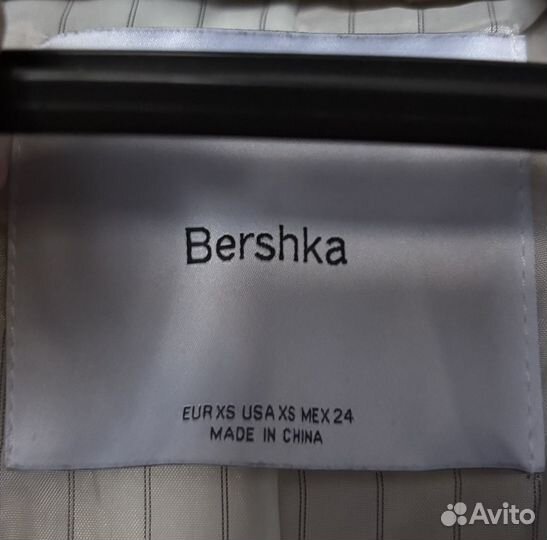 Bershka
EUR XS USA XS MEX 24
MADE IN CHINA
Avito